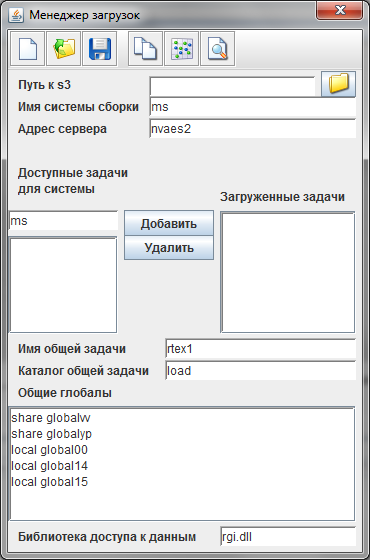 Менеджер загрузок
Путь к s3
Имя системы сборки ms
Адрес сервера nvaes2
Доступные задачи
для системы
Загруженные задачи
ms
Добавить
Удалить
Имя общей задачи rtex1
Каталог общей задачи load
Общие глобалы
share globalvv
share globalyp
local global00
local global14
local global15
Библиотека доступа к данным rgi.dll